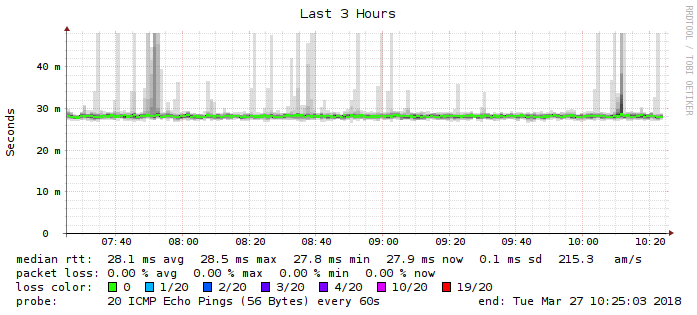 Last 3 Hours
RRDTOOL / TOBI OETIKER
Seconds
40 m
30 m
20 m
10 m
0
07:40 08:00 08:20 08:40 09:00 09:20 09:40 10:00 10:20
median rtt: 28.1 ms avg 28.5 ms max 27.8 ms min 27.9 ms now 0.1 ms sd 215.3 am/s
packet loss: 0.00 % avg 0.00 % max 0.00 % min 0.00 % now
loss color: 0 1/20 2/20 3/20 4/20 10/20 19/20
probe: 20 ICMP Echo Pings (56 Bytes) every 60s end: Tue Mar 27 10:25:03 2018